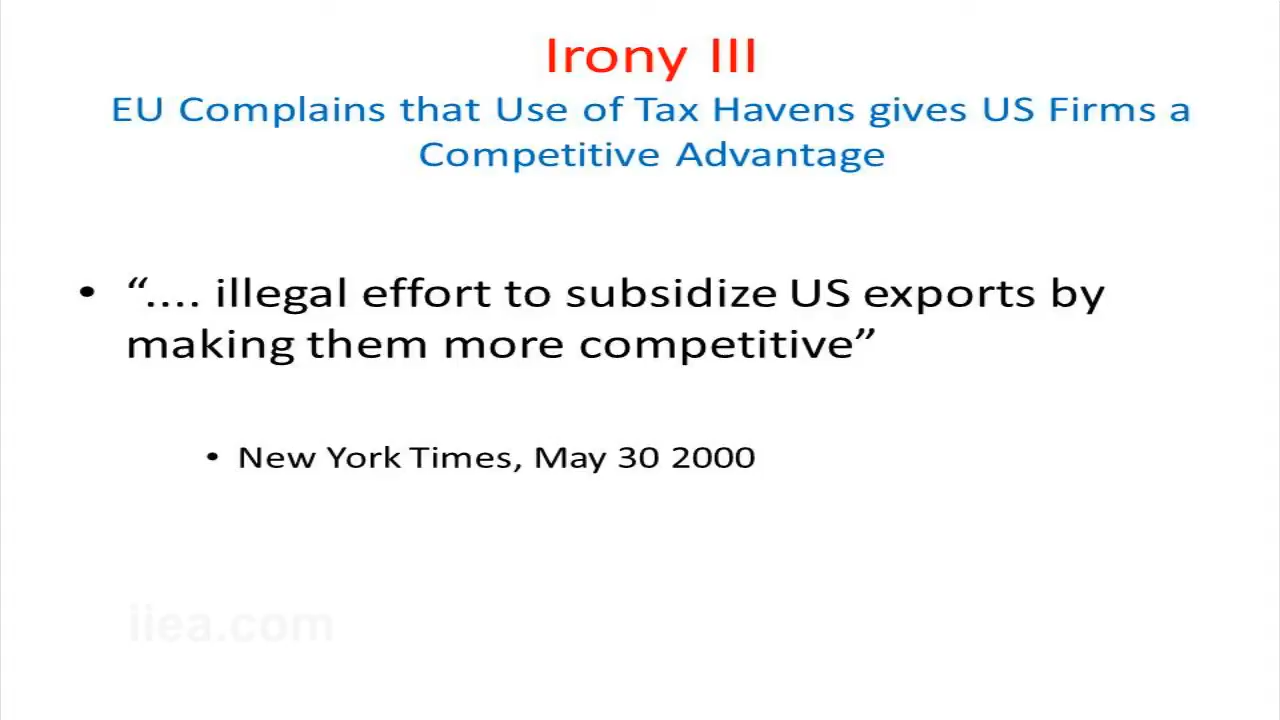 Irony III
EU Complains that Use of Tax Havens gives US Firms a
Competitive Advantage
• “.... illegal effort to subsidize US exports by
making them more competitive”
• New York Times, May 30 2000
iiea.com